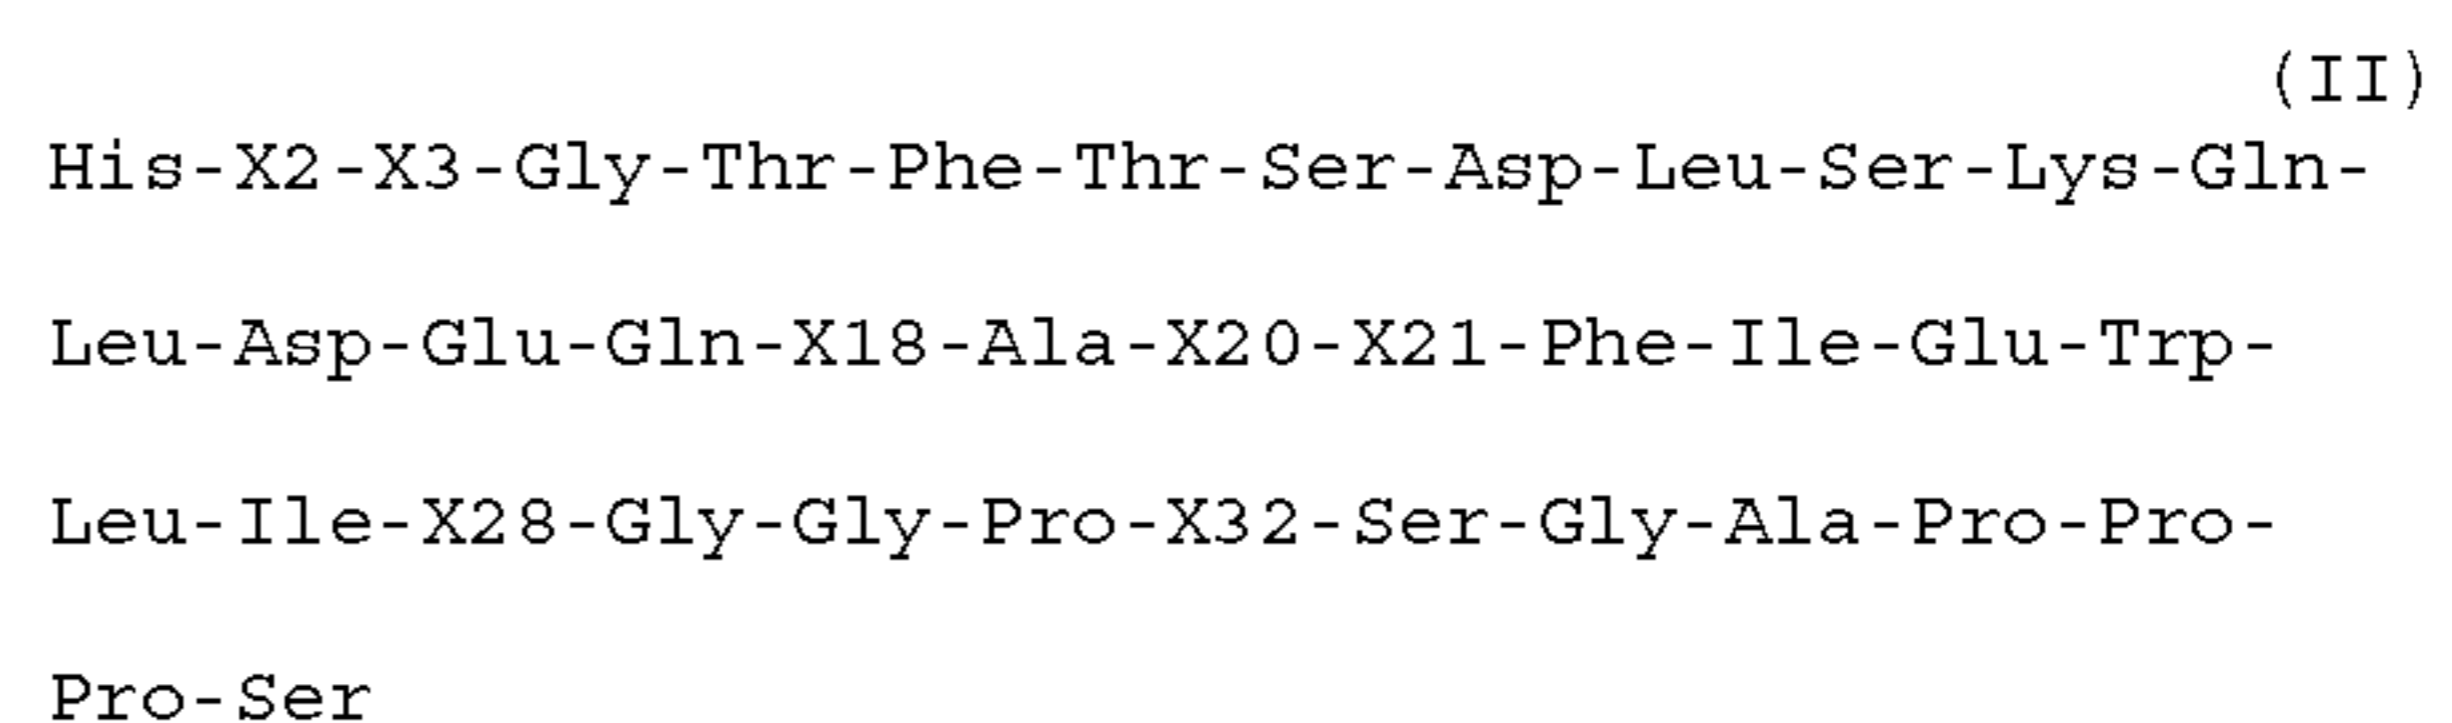 (II)
His-X2-X3-Gly-Thr-Phe-Thr-Ser-Asp-Leu-Ser-Lys-Gln-
Leu-Asp-Glu-Gln-X18-Ala-X20-X21-Phe-Ile-Glu-Trp-
Leu-Ile-X28-Gly-Gly-Pro-X32-Ser-Gly-Ala-Pro-Pro-
Pro-Ser